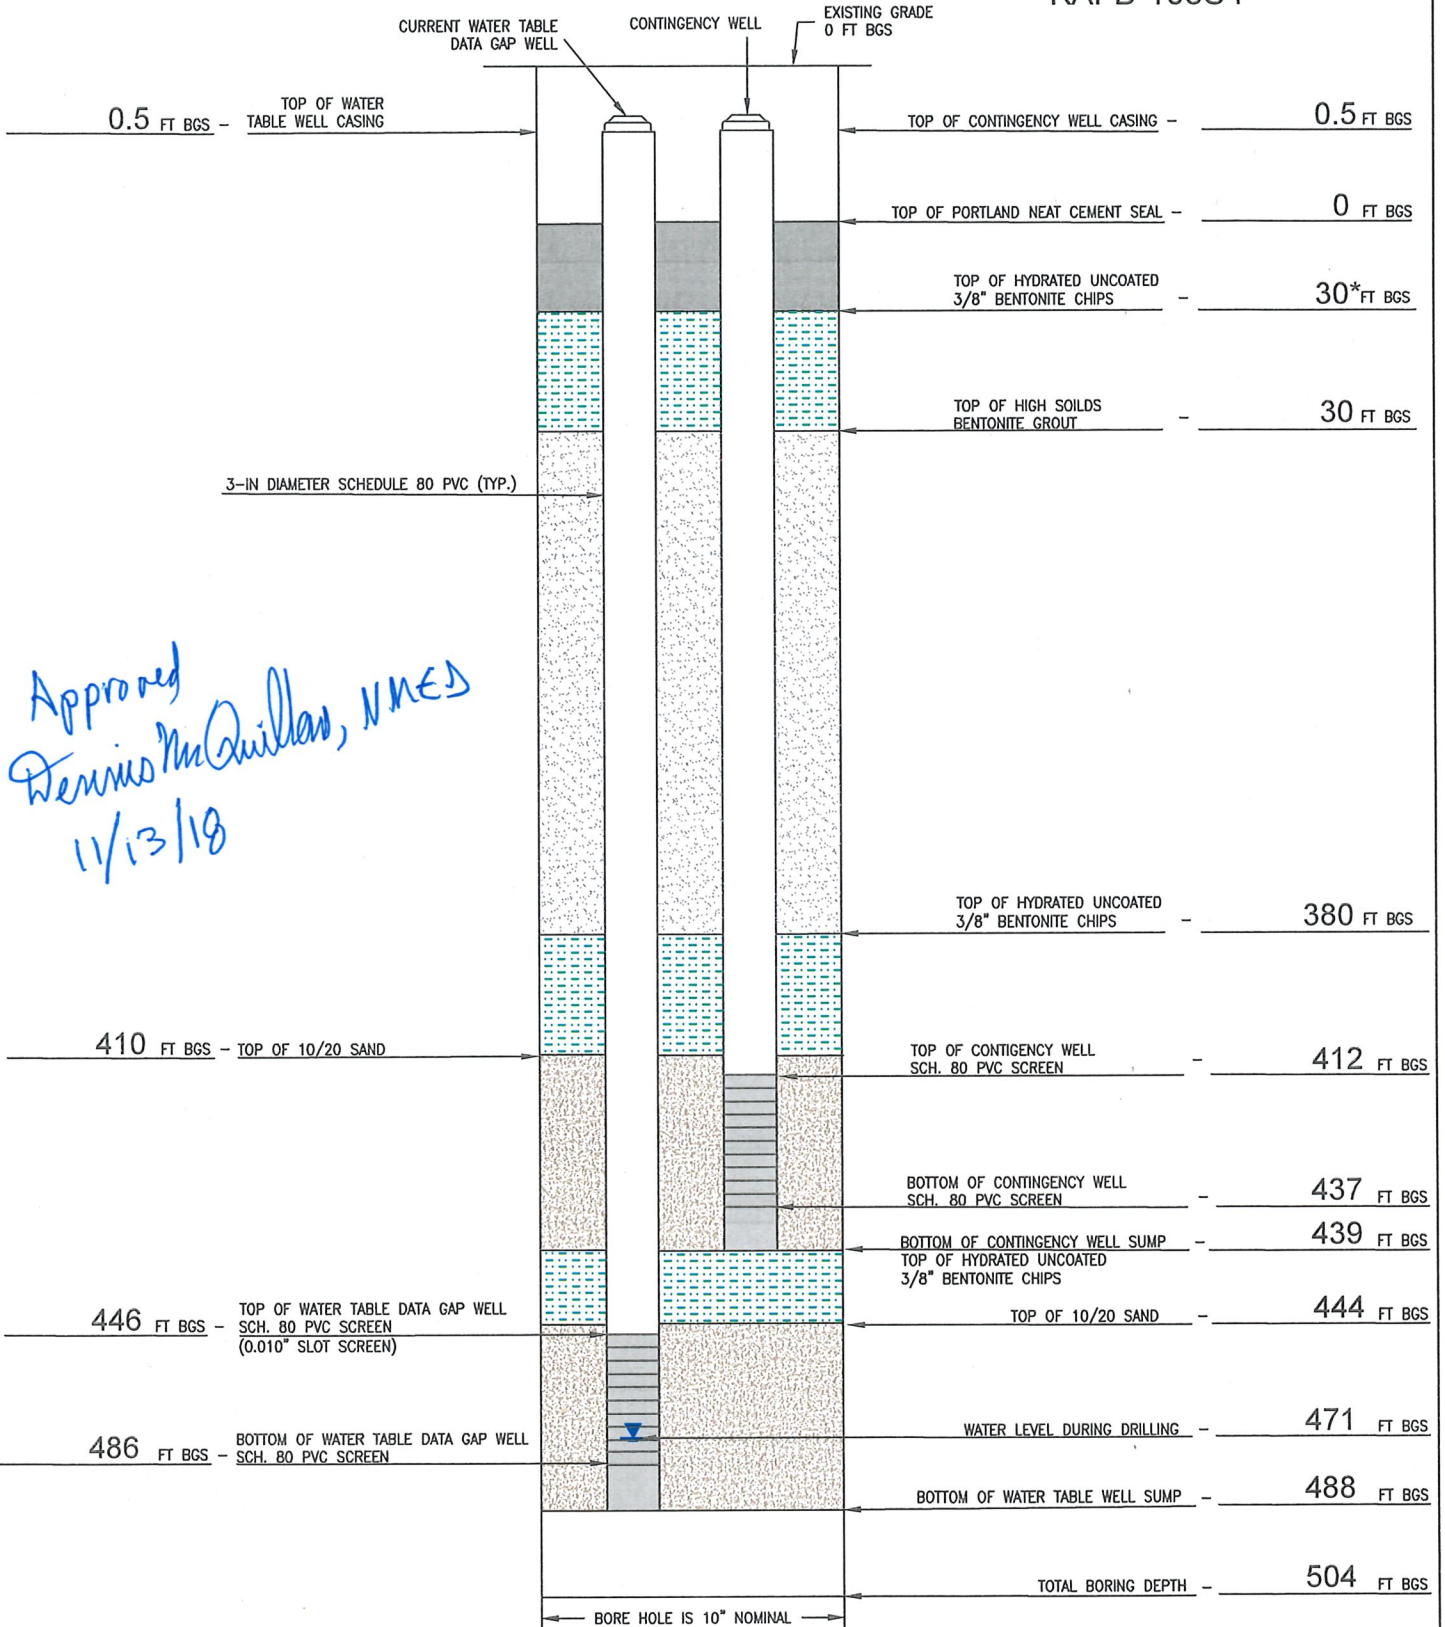 CURRENT WATER TABLE
DATA GAP WELL
CONTINGENCY WELL
EXISTING GRADE
0 FT BGS
0.5 FT BGS - TOP OF WATER
TABLE WELL CASING
TOP OF CONTINGENCY WELL CASING - 0.5 FT BGS
TOP OF PORTLAND NEAT CEMENT SEAL - 0 FT BGS
TOP OF HYDRATED UNCOATED
3/8" BENTONITE CHIPS - 30* FT BGS
TOP OF HIGH SOILDS
BENTONITE GROUT - 30 FT BGS
3-IN DIAMETER SCHEDULE 80 PVC (TYP.)
Approved
Dennis McQuillan, NMED
11/13/18
TOP OF HYDRATED UNCOATED
3/8" BENTONITE CHIPS - 380 FT BGS
410 FT BGS - TOP OF 10/20 SAND
TOP OF CONTIGENCY WELL
SCH. 80 PVC SCREEN - 412 FT BGS
BOTTOM OF CONTINGENCY WELL
SCH. 80 PVC SCREEN - 437 FT BGS
BOTTOM OF CONTINGENCY WELL SUMP - 439 FT BGS
TOP OF HYDRATED UNCOATED
3/8" BENTONITE CHIPS
446 FT BGS - TOP OF WATER TABLE DATA GAP WELL
SCH. 80 PVC SCREEN
(0.010" SLOT SCREEN)
TOP OF 10/20 SAND - 444 FT BGS
WATER LEVEL DURING DRILLING - 471 FT BGS
486 FT BGS - BOTTOM OF WATER TABLE DATA GAP WELL
SCH. 80 PVC SCREEN
BOTTOM OF WATER TABLE WELL SUMP - 488 FT BGS
TOTAL BORING DEPTH - 504 FT BGS
BORE HOLE IS 10" NOMINAL